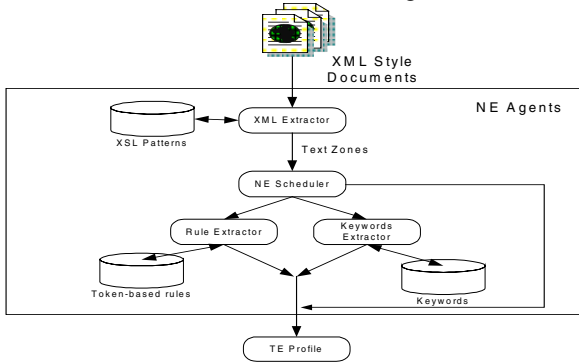 XML Style
Documents
NE Agents
XML Extractor
XSL Patterns
Text Zones
NE Scheduler
Rule Extractor
Keywords
Extractor
Token-based rules
Keywords
TE Profile